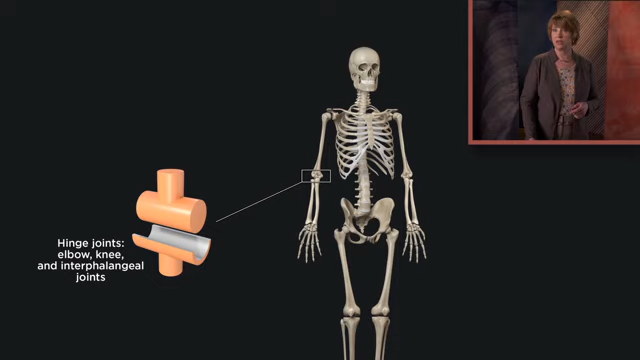 Hinge joints:
elbow, knee,
and interphalangeal
joints